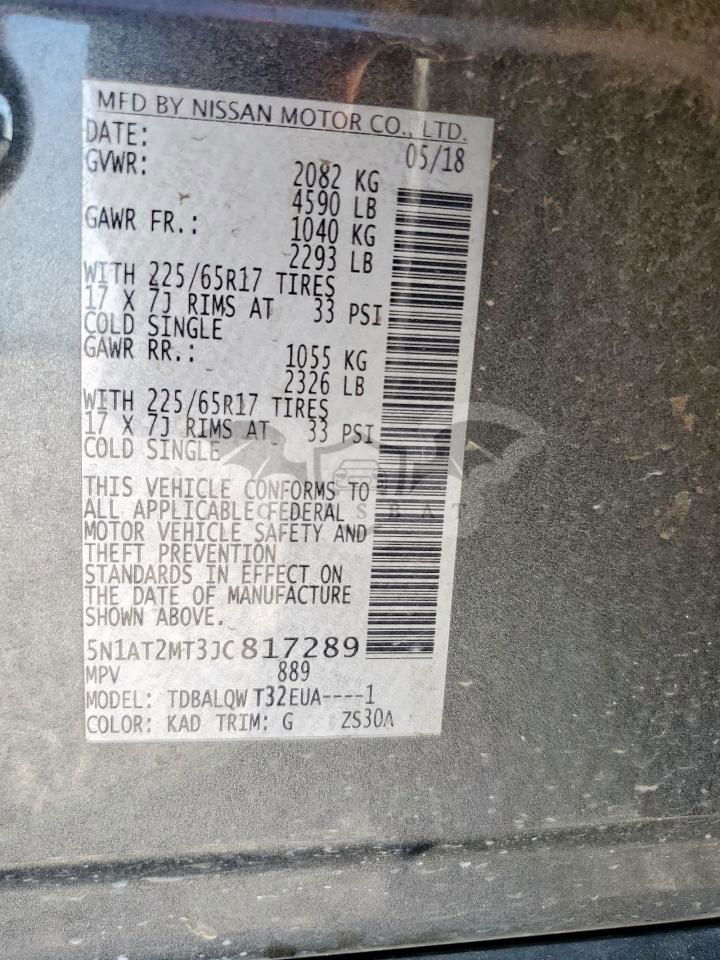 MFD BY NISSAN MOTOR CO., LTD.
DATE: 05/18
GVWR: 2082 KG
4590 LB
GAWR FR.: 1040 KG
2293 LB
WITH 225/65R17 TIRES
17 X 7J RIMS AT 33 PSI
COLD SINGLE
GAWR RR.: 1055 KG
2326 LB
WITH 225/65R17 TIRES
17 X 7J RIMS AT 33 PSI
COLD SINGLE
THIS VEHICLE CONFORMS TO
ALL APPLICABLE FEDERAL
MOTOR VEHICLE SAFETY AND
THEFT PREVENTION
STANDARDS IN EFFECT ON
THE DATE OF MANUFACTURE
SHOWN ABOVE.
5N1AT2MT3JC817289
MPV 889
MODEL: TDBALQW T32EUA----1
COLOR: KAD TRIM: G ZS30A